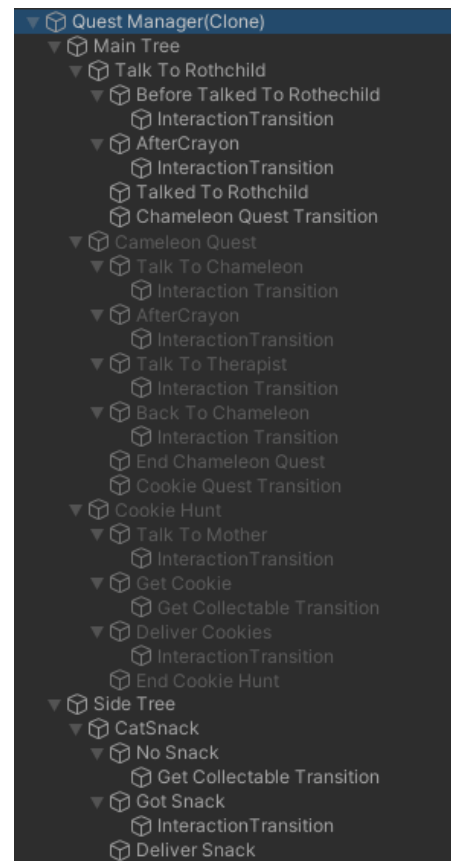 Quest Manager(Clone)
Main Tree
Talk To Rothchild
Before Talked To Rothechild
InteractionTransition
AfterCrayon
InteractionTransition
Talked To Rothchild
Chameleon Quest Transition
Cameleon Quest
Talk To Chameleon
Interaction Transition
AfterCrayon
InteractionTransition
Talk To Therapist
Interaction Transition
Back To Chameleon
Interaction Transition
End Chameleon Quest
Cookie Quest Transition
Cookie Hunt
Talk To Mother
InteractionTransition
Get Cookie
Get Collectable Transition
Deliver Cookies
InteractionTransition
End Cookie Hunt
Side Tree
CatSnack
No Snack
Get Collectable Transition
Got Snack
InteractionTransition
Deliver Snack